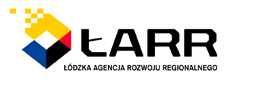 ŁARR
ŁÓDZKA AGENCJA ROZWOJU REGIONALNEGO